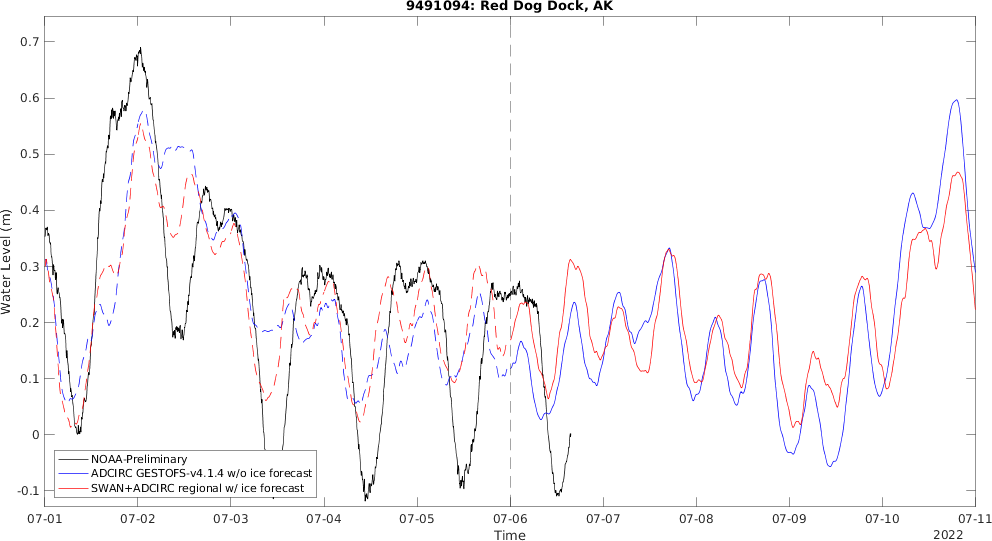 9491094: Red Dog Dock, AK
Water Level (m)
0.7
0.6
0.5
0.4
0.3
0.2
0.1
0
-0.1
NOAA-Preliminary
ADCIRC GESTOFS-v4.1.4 w/o ice forecast
SWAN+ADCIRC regional w/ ice forecast
07-01 07-02 07-03 07-04 07-05 07-06 07-07 07-08 07-09 07-10 07-11
Time
2022